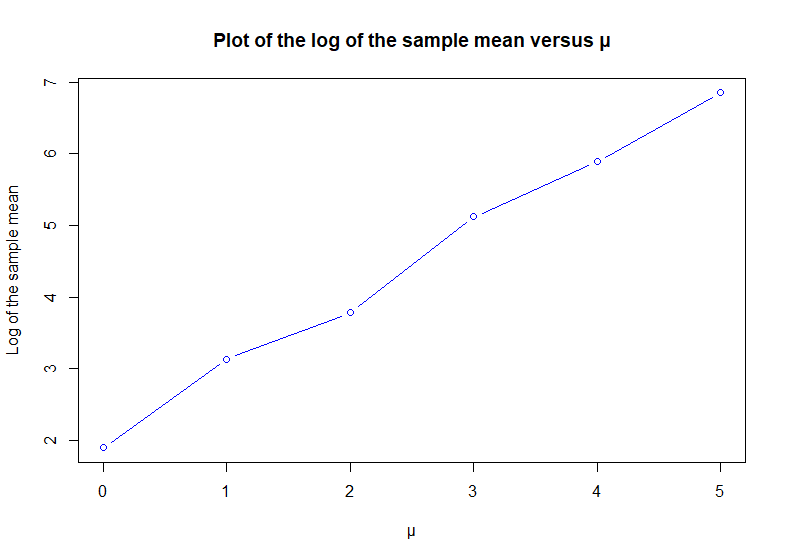 Plot of the log of the sample mean versus μ
Log of the sample mean
7
6
5
4
3
2
0 1 2 3 4 5
μ